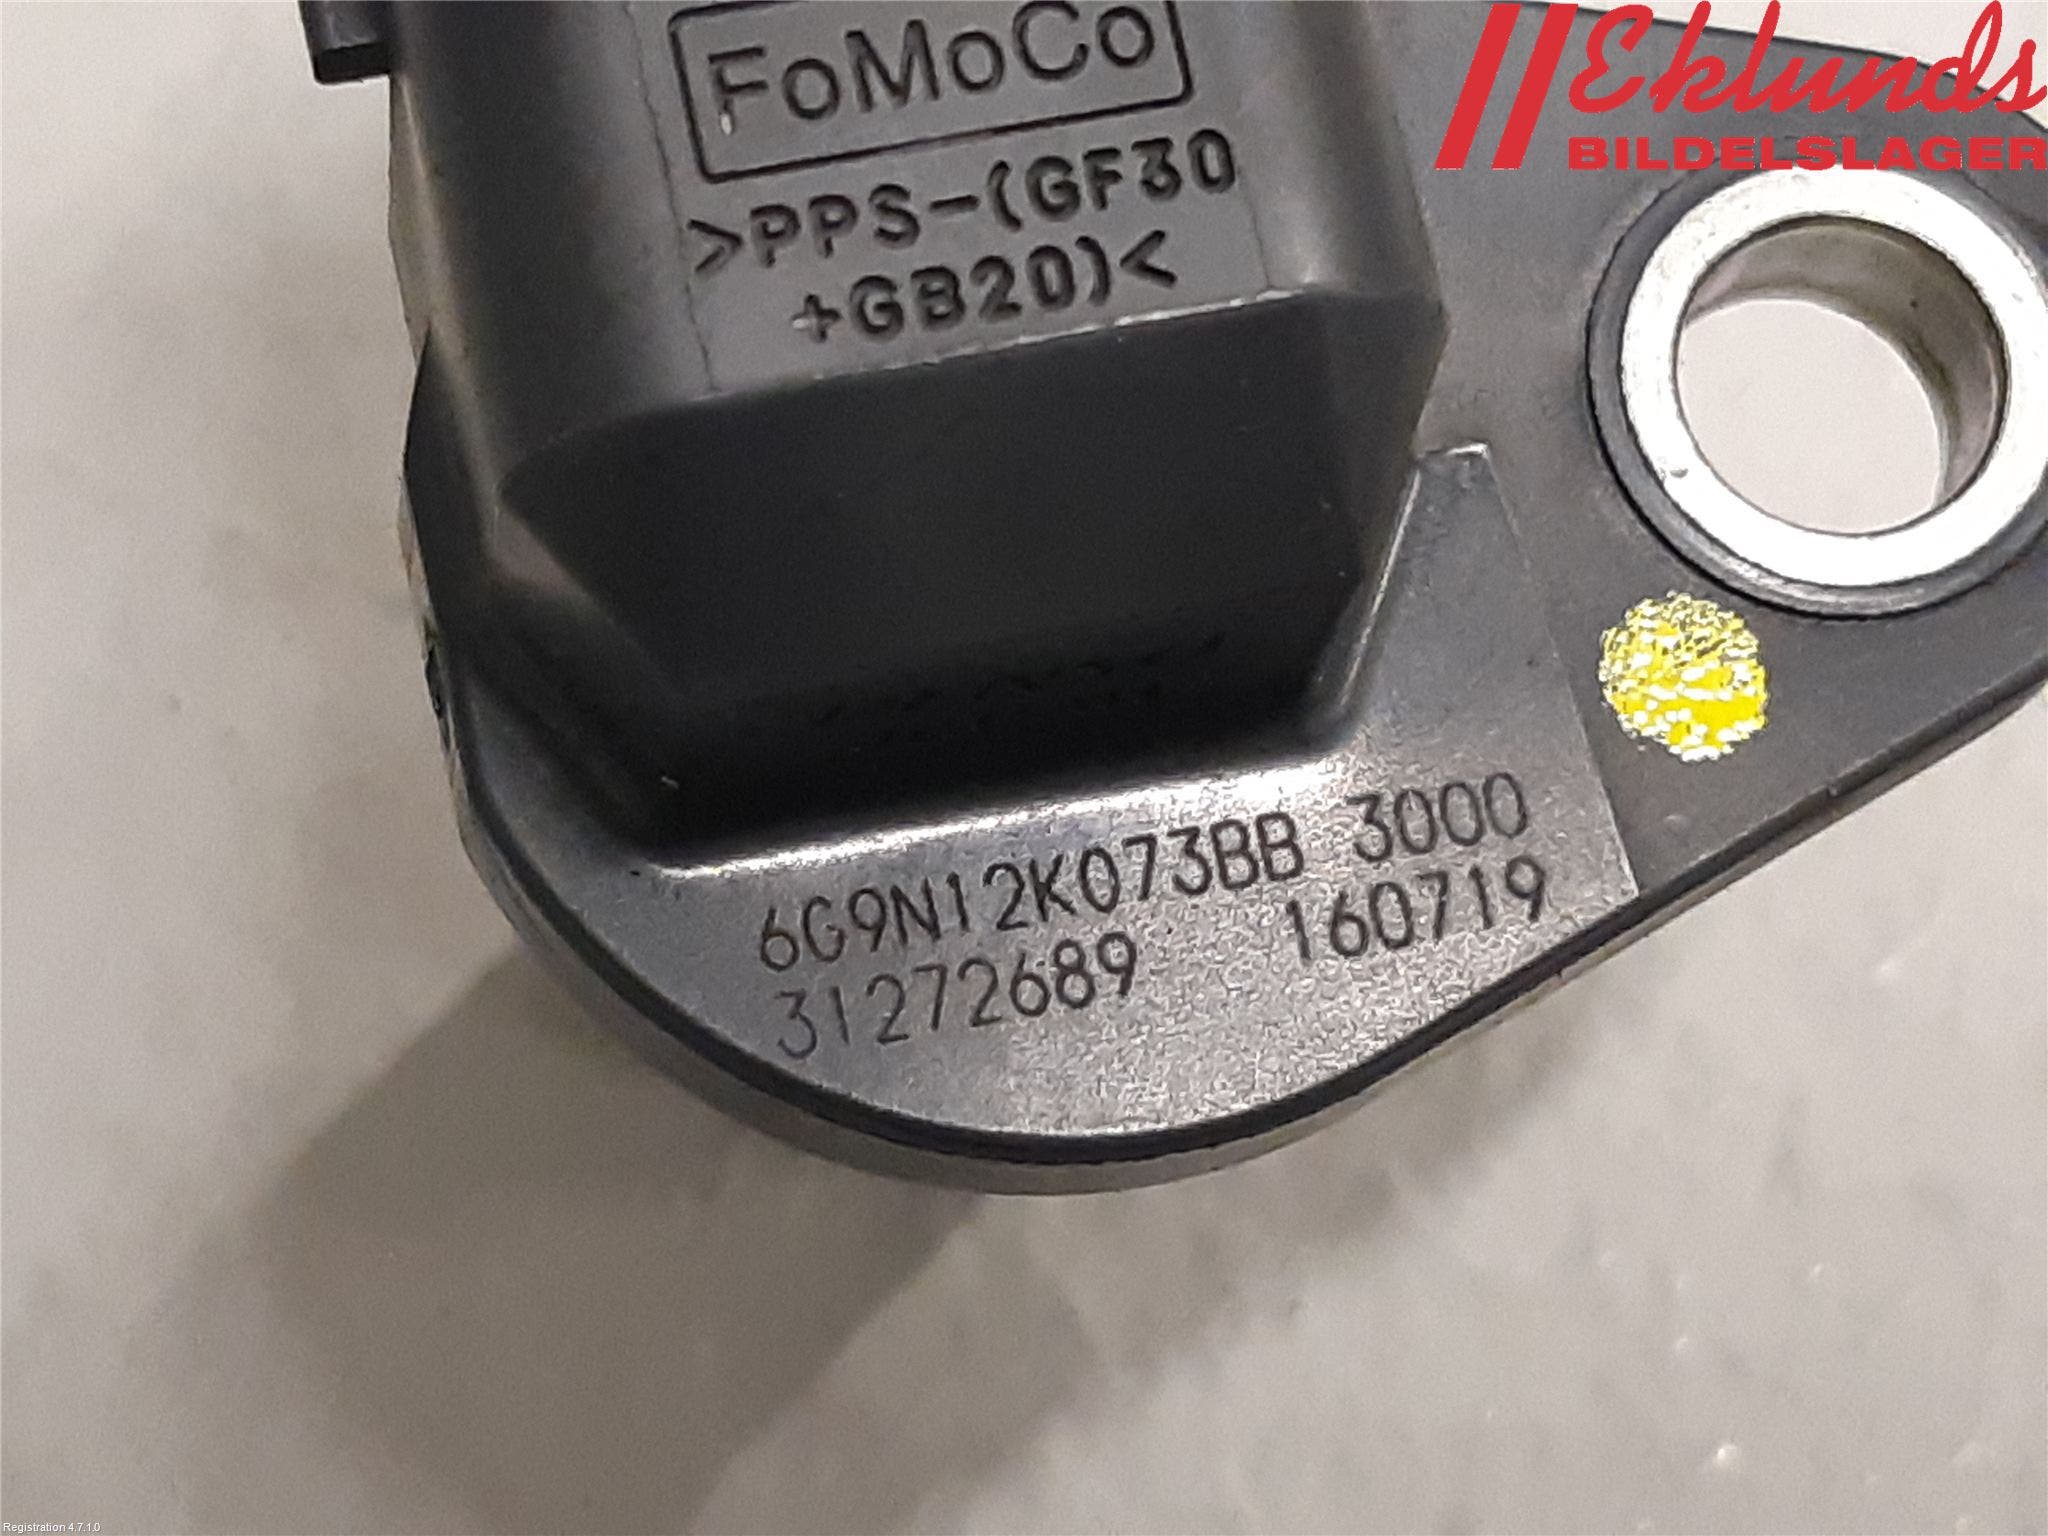 FoMoCo
>PPS-(GF30
+GB20)<
6G9N12K073BB 3000
31272689 160719
Eklunds
BILDELSLAGER
Registration 4.7.1.0